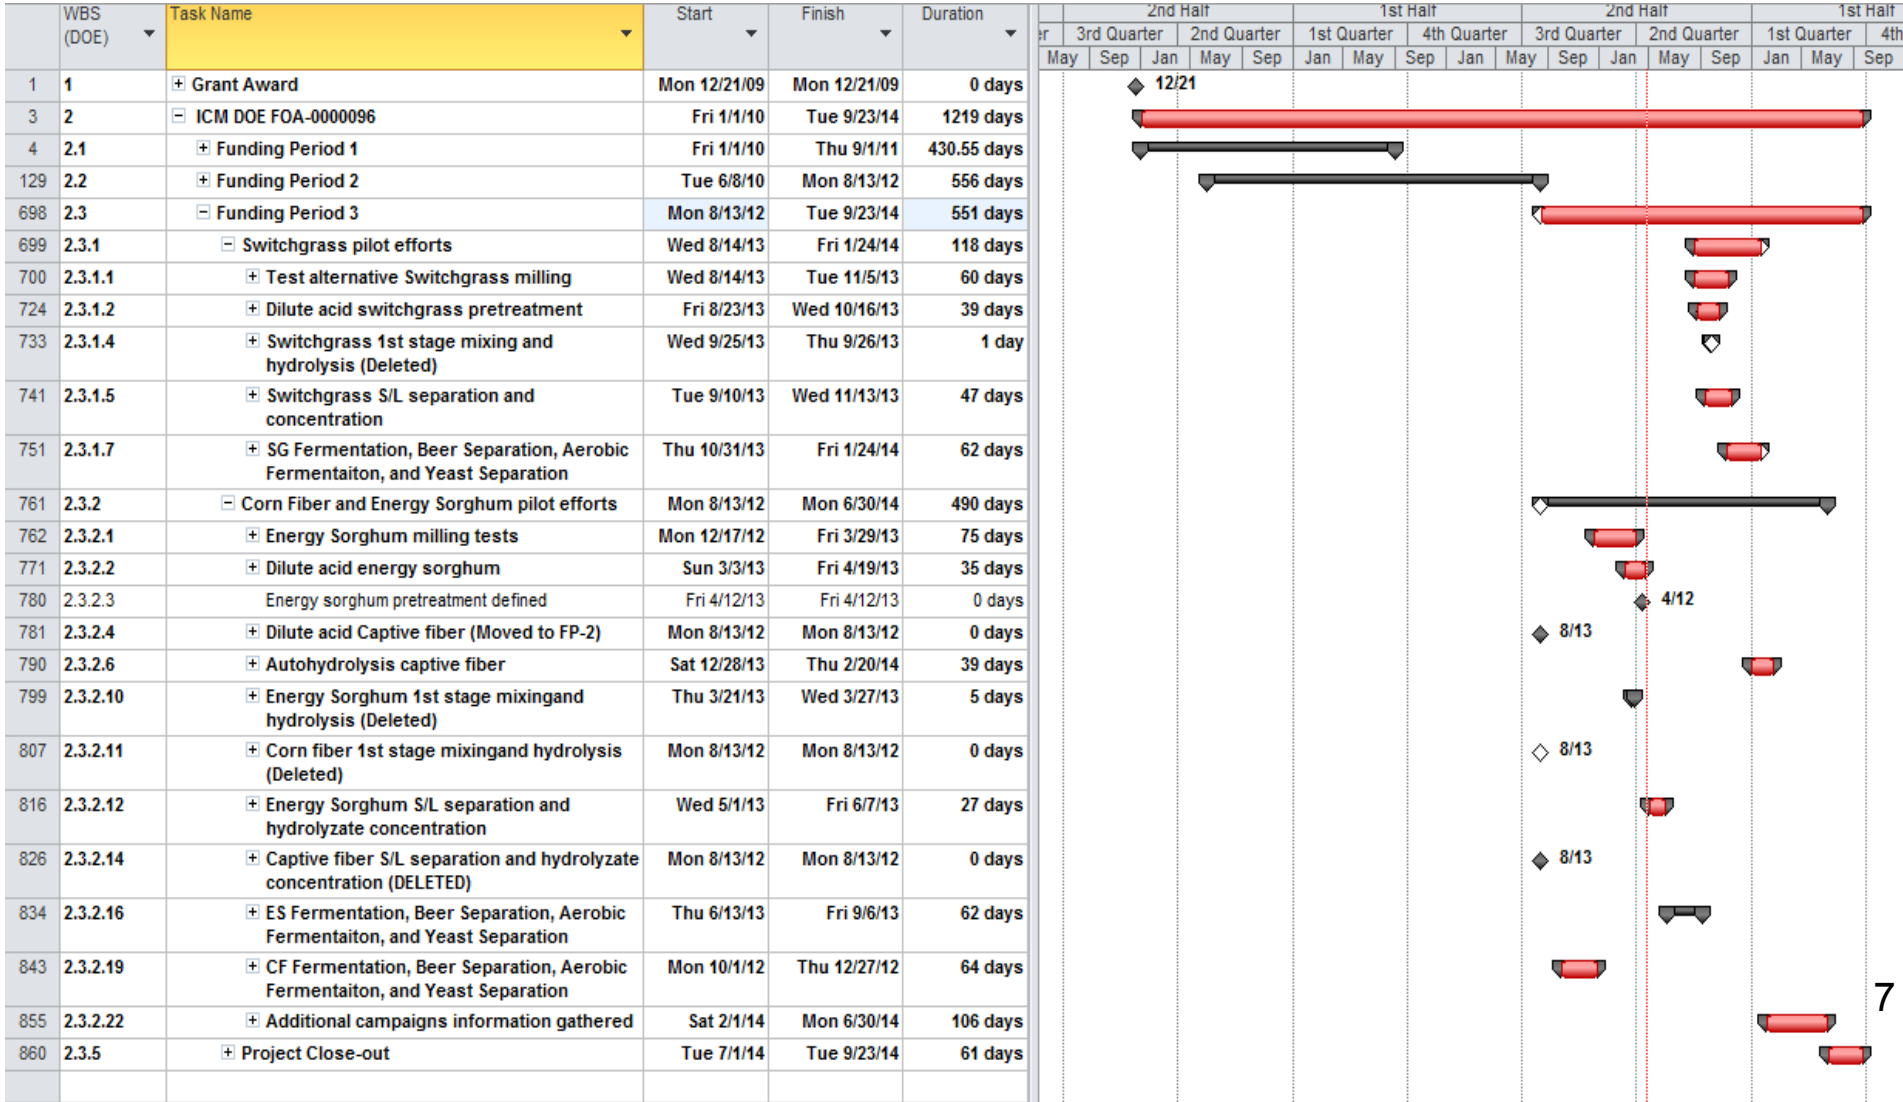 WBS (DOE) Task Name Start Finish Duration
2nd Half 1st Half 2nd Half 1st Half
er 3rd Quarter 2nd Quarter 1st Quarter 4th Quarter 3rd Quarter 2nd Quarter 1st Quarter 4th
May Sep Jan May Sep Jan May Sep Jan May Sep Jan May Sep Jan May Sep
1 1 Grant Award Mon 12/21/09 Mon 12/21/09 0 days 12/21
3 2 ICM DOE FOA-0000096 Fri 1/1/10 Tue 9/23/14 1219 days
4 2.1 Funding Period 1 Fri 1/1/10 Thu 9/1/11 430.55 days
129 2.2 Funding Period 2 Tue 6/8/10 Mon 8/13/12 556 days
698 2.3 Funding Period 3 Mon 8/13/12 Tue 9/23/14 551 days
699 2.3.1 Switchgrass pilot efforts Wed 8/14/13 Fri 1/24/14 118 days
700 2.3.1.1 Test alternative Switchgrass milling Wed 8/14/13 Tue 11/5/13 60 days
724 2.3.1.2 Dilute acid switchgrass pretreatment Fri 8/23/13 Wed 10/16/13 39 days
733 2.3.1.4 Switchgrass 1st stage mixing and Wed 9/25/13 Thu 9/26/13 1 day
hydrolysis (Deleted)
741 2.3.1.5 Switchgrass S/L separation and Tue 9/10/13 Wed 11/13/13 47 days
concentration
751 2.3.1.7 SG Fermentation, Beer Separation, Aerobic Thu 10/31/13 Fri 1/24/14 62 days
Fermentaiton, and Yeast Separation
761 2.3.2 Corn Fiber and Energy Sorghum pilot efforts Mon 8/13/12 Mon 6/30/14 490 days
762 2.3.2.1 Energy Sorghum milling tests Mon 12/17/12 Fri 3/29/13 75 days
771 2.3.2.2 Dilute acid energy sorghum Sun 3/3/13 Fri 4/19/13 35 days
780 2.3.2.3 Energy sorghum pretreatment defined Fri 4/12/13 Fri 4/12/13 0 days 4/12
781 2.3.2.4 Dilute acid Captive fiber (Moved to FP-2) Mon 8/13/12 Mon 8/13/12 0 days 8/13
790 2.3.2.6 Autohydrolysis captive fiber Sat 12/28/13 Thu 2/20/14 39 days
799 2.3.2.10 Energy Sorghum 1st stage mixingand Thu 3/21/13 Wed 3/27/13 5 days
hydrolysis (Deleted)
807 2.3.2.11 Corn fiber 1st stage mixingand hydrolysis Mon 8/13/12 Mon 8/13/12 0 days 8/13
(Deleted)
816 2.3.2.12 Energy Sorghum S/L separation and Wed 5/1/13 Fri 6/7/13 27 days
hydrolyzate concentration
826 2.3.2.14 Captive fiber S/L separation and hydrolyzate Mon 8/13/12 Mon 8/13/12 0 days 8/13
concentration (DELETED)
834 2.3.2.16 ES Fermentation, Beer Separation, Aerobic Thu 6/13/13 Fri 9/6/13 62 days
Fermentaiton, and Yeast Separation
843 2.3.2.19 CF Fermentation, Beer Separation, Aerobic Mon 10/1/12 Thu 12/27/12 64 days
Fermentaiton, and Yeast Separation
7
855 2.3.2.22 Additional campaigns information gathered Sat 2/1/14 Mon 6/30/14 106 days
860 2.3.5 Project Close-out Tue 7/1/14 Tue 9/23/14 61 days